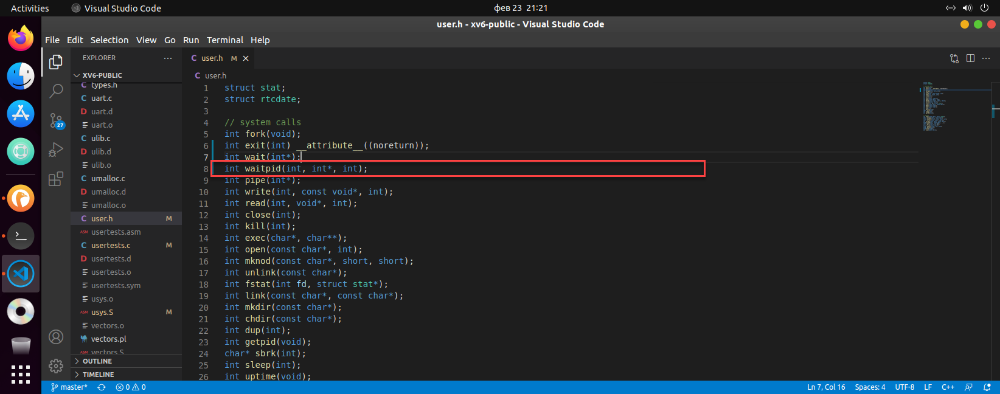 Activities
Visual Studio Code
фев 23 21:21
user.h - xv6-public - Visual Studio Code
File Edit Selection View Go Run Terminal Help
EXPLORER
XV6-PUBLIC
C types.h
C uart.c
D uart.d
uart.o
C ulib.c
D ulib.d
ulib.o
C umalloc.c
D umalloc.d
umalloc.o
C user.h M
ASM usertests.asm
C usertests.c M
D usertests.d
usertests.o
usertests.sym
usys.o
ASM usys.S M
vectors.o
vectors.pl
ASM vectors.S
OUTLINE
TIMELINE
27
C user.h M
C user.h
1 struct stat;
2 struct rtcdate;
3
4 // system calls
5 int fork(void);
6 int exit(int) __attribute__((noreturn));
7 int wait(int*);
8 int waitpid(int, int*, int);
9 int pipe(int*);
10 int write(int, const void*, int);
11 int read(int, void*, int);
12 int close(int);
13 int kill(int);
14 int exec(char*, char**);
15 int open(const char*, int);
16 int mknod(const char*, short, short);
17 int unlink(const char*);
18 int fstat(int fd, struct stat*);
19 int link(const char*, const char*);
20 int mkdir(const char*);
21 int chdir(const char*);
22 int dup(int);
23 int getpid(void);
24 char* sbrk(int);
25 int sleep(int);
26 int uptime(void);
master* 0 0
Ln 7, Col 16 Spaces: 4 UTF-8 LF C++